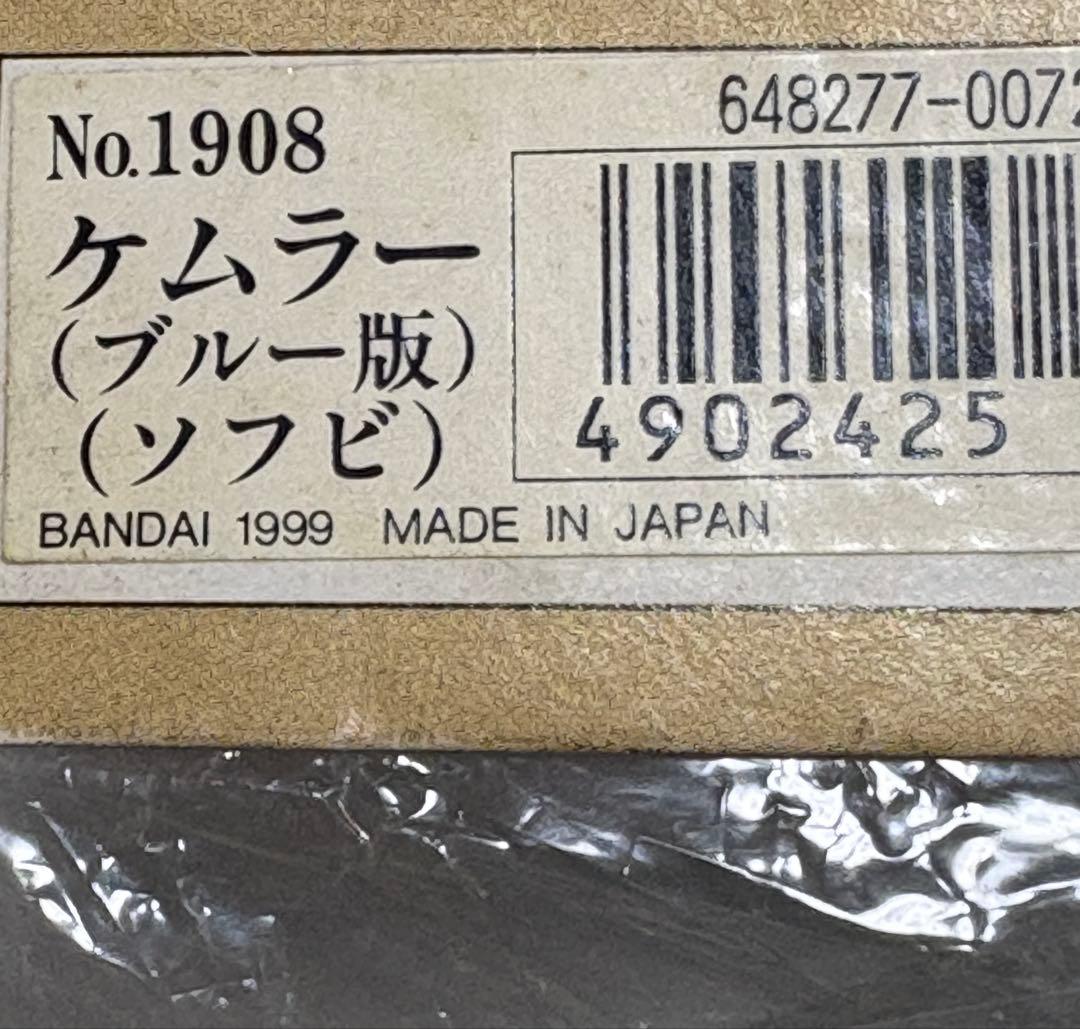 No.1908
ケムラー
(ブルー版)
(ソフビ)
BANDAI 1999 MADE IN JAPAN
648277-0072
4902425